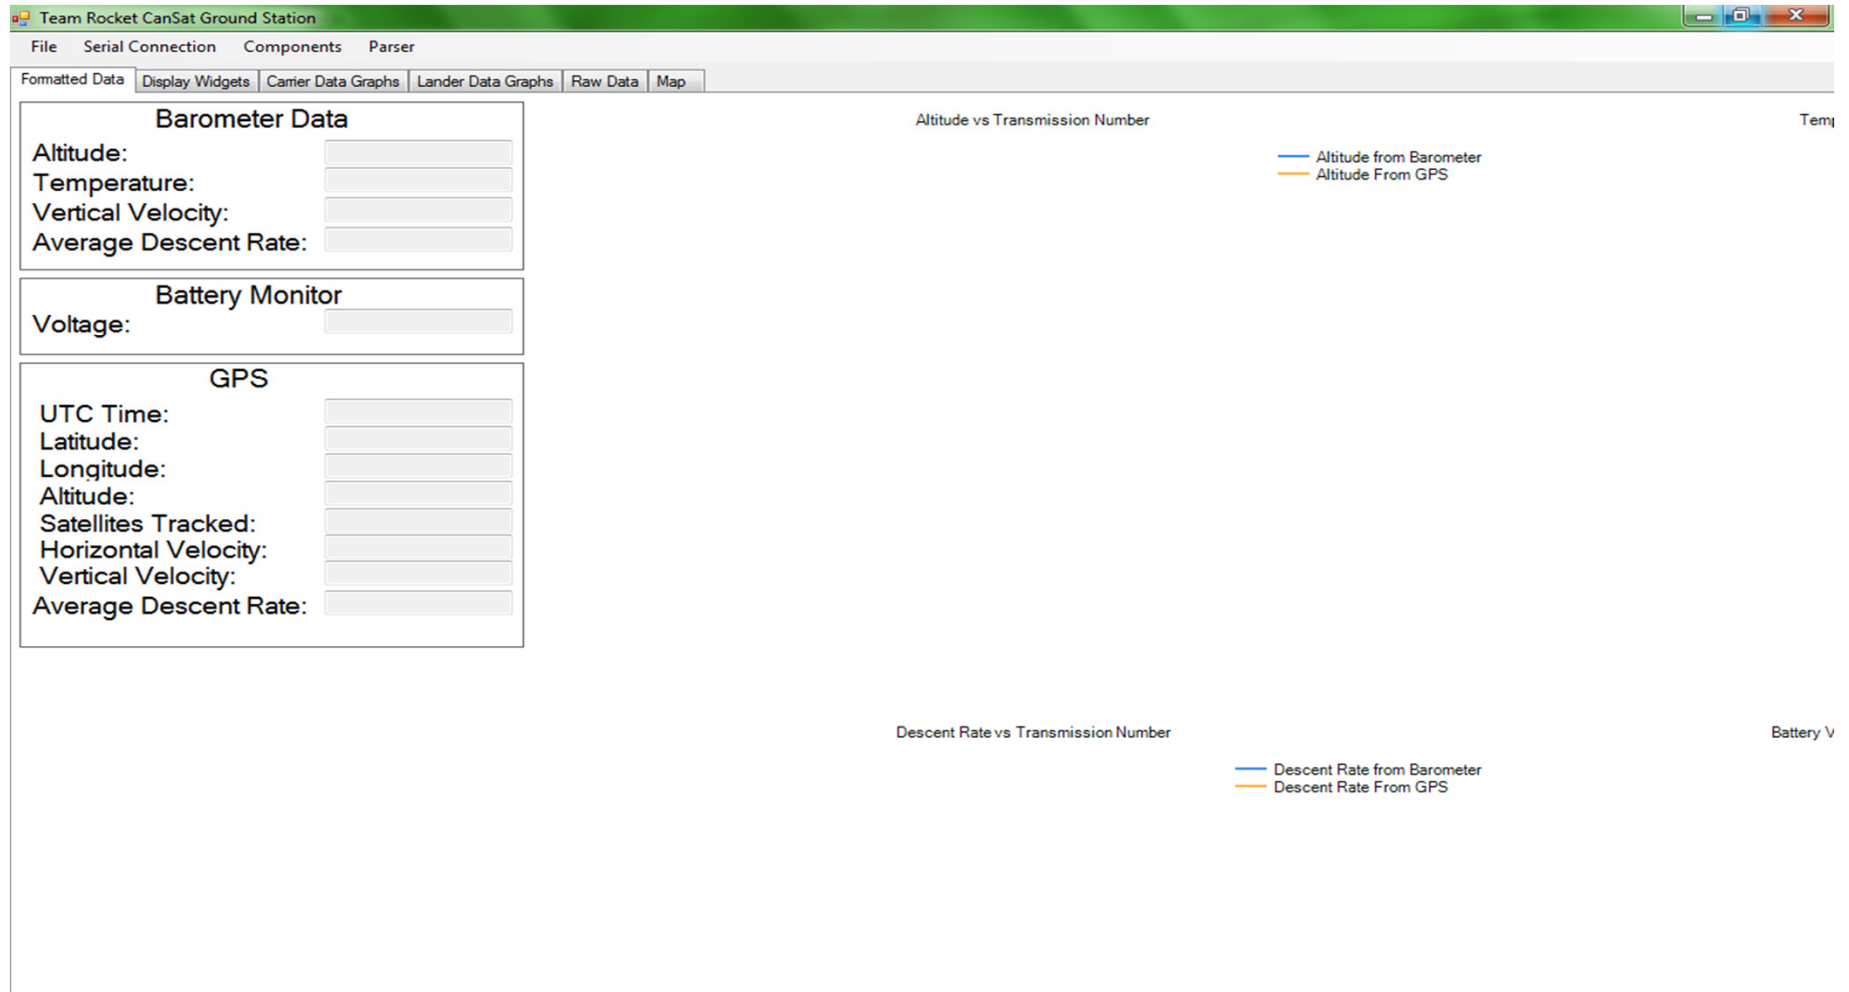 Team Rocket CanSat Ground Station
File Serial Connection Components Parser
Formatted Data Display Widgets Carrier Data Graphs Lander Data Graphs Raw Data Map
Barometer Data
Altitude:
Temperature:
Vertical Velocity:
Average Descent Rate:
Battery Monitor
Voltage:
GPS
UTC Time:
Latitude:
Longitude:
Altitude:
Satellites Tracked:
Horizontal Velocity:
Vertical Velocity:
Average Descent Rate:
Altitude vs Transmission Number
Altitude from Barometer
Altitude From GPS
Temp
Descent Rate vs Transmission Number
Descent Rate from Barometer
Descent Rate From GPS
Battery V